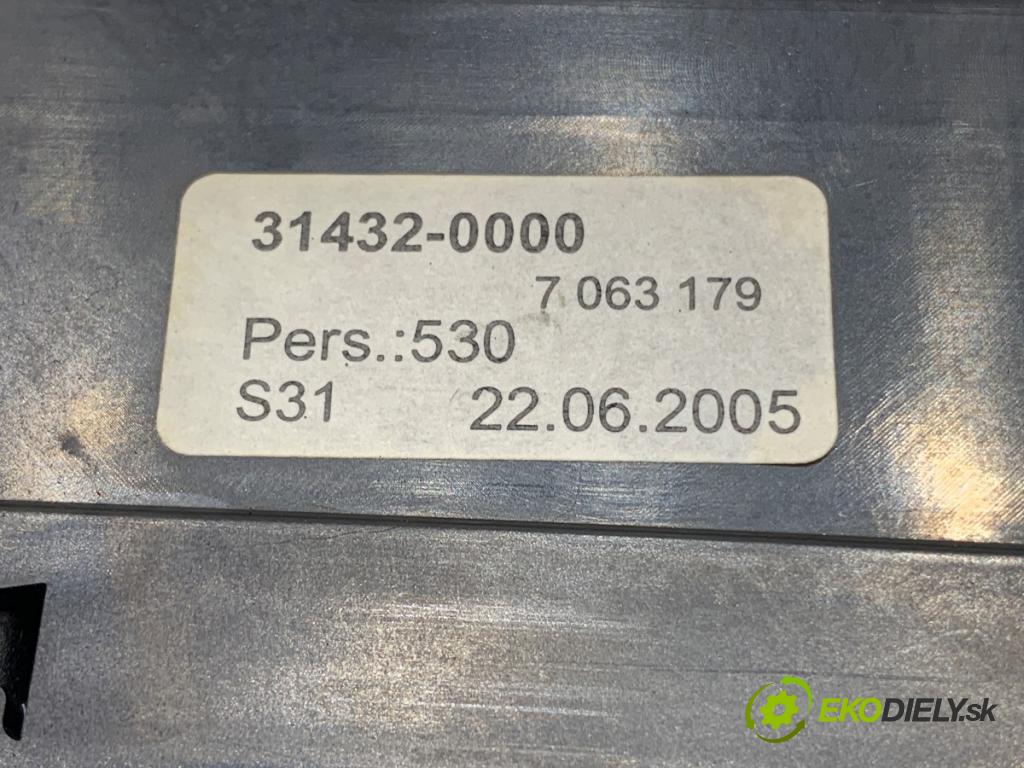 31432-0000
7 063 179
Pers.:530
S31 22.06.2005
EKODIELY.sk